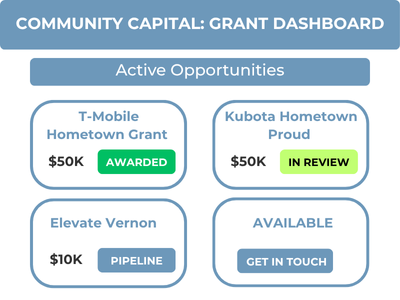 COMMUNITY CAPITAL: GRANT DASHBOARD
Active Opportunities
T-Mobile
Hometown Grant
$50K AWARDED
Kubota Hometown
Proud
$50K IN REVIEW
Elevate Vernon
$10K PIPELINE
AVAILABLE
GET IN TOUCH